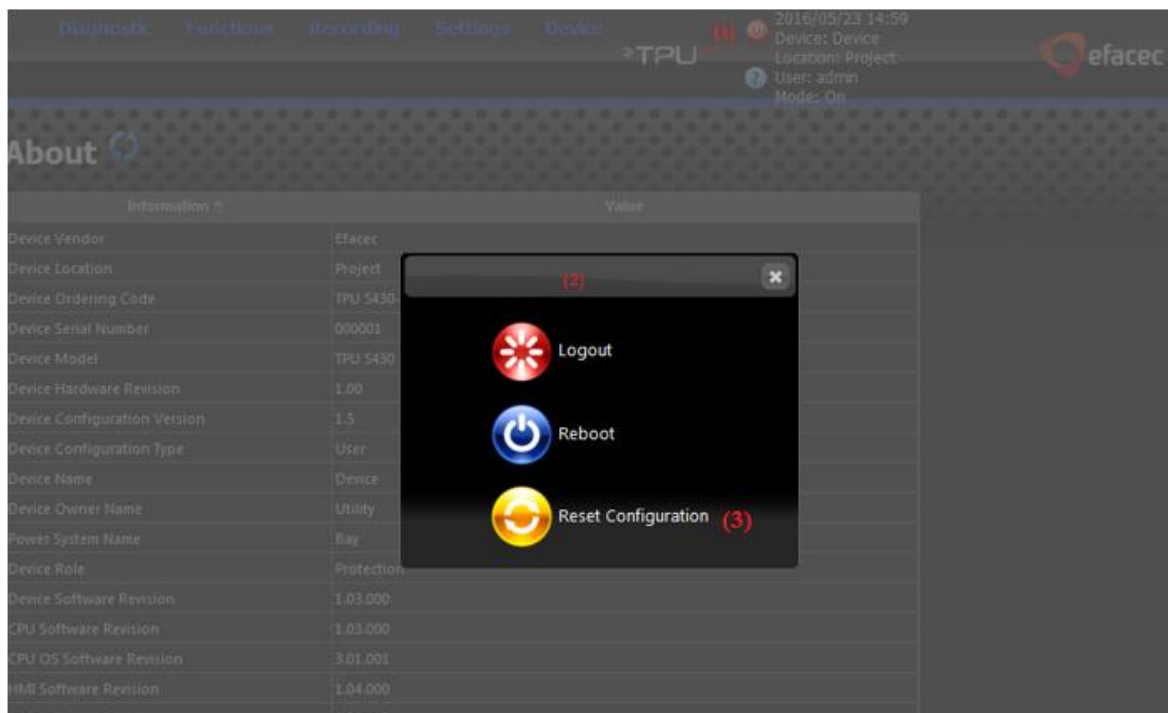 Diagnostic Functions Recording Settings Device
(1)
2016/05/23 14:59
Device: Device
Location: Project
User: admin
Mode: On
TPU
?
efacec
About
Information Value
Device Vendor Efacec
Device Location Project
Device Ordering Code TPU S430
Device Serial Number 000001
Device Model TPU S430
Device Hardware Revision 1.00
Device Configuration Version 1.5
Device Configuration Type User
Device Name Device
Device Owner Name Utility
Power System Name Bay
Device Role Protection
Device Software Revision 1.03.000
CPU Software Revision 1.03.000
CPU OS Software Revision 3.01.001
HMI Software Revision 1.04.000
(2)
Logout
Reboot
Reset Configuration (3)